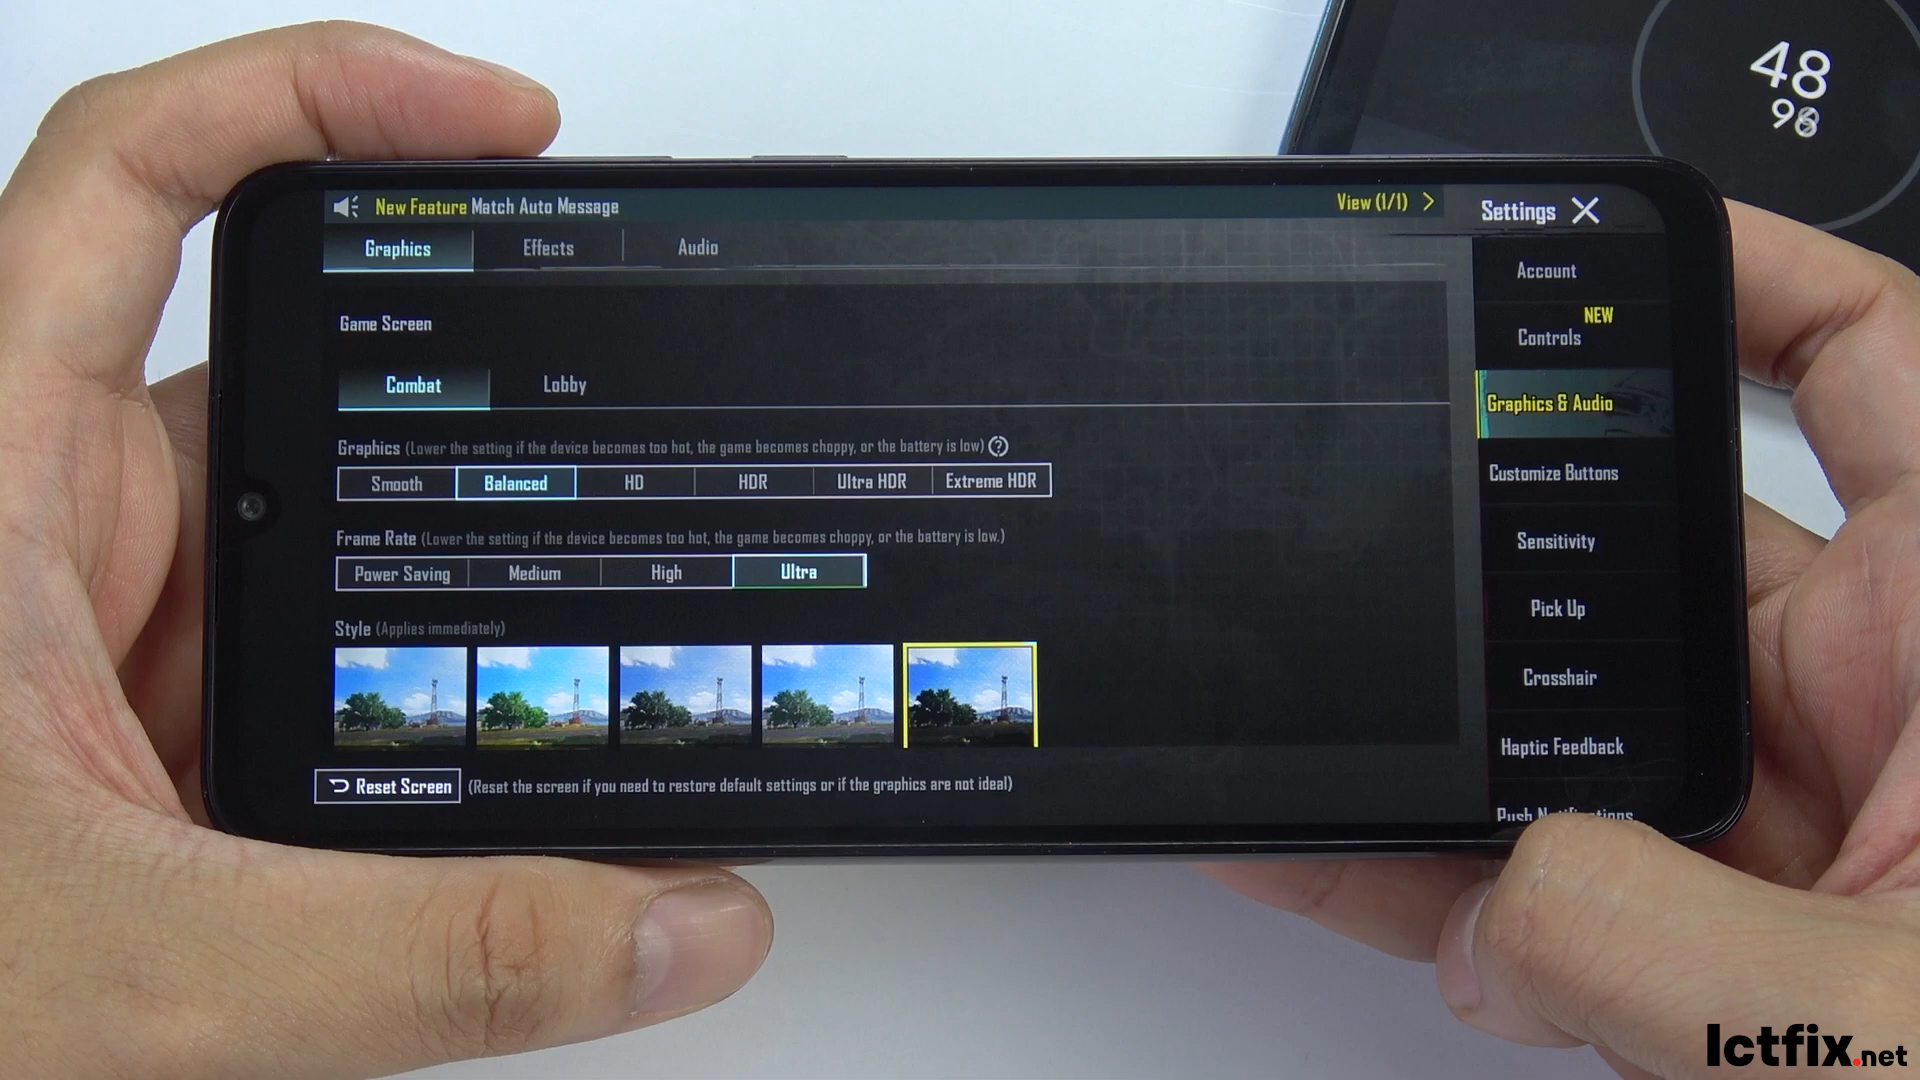 48
98
New Feature Match Auto Message
View (1/1) >
Settings
Graphics
Effects
Audio
Account
NEW
Controls
Game Screen
Combat
Lobby
Graphics & Audio
Graphics (Lower the setting if the device becomes too hot, the game becomes choppy, or the battery is low) ?
Smooth
Balanced
HD
HDR
Ultra HDR
Extreme HDR
Customize Buttons
Frame Rate (Lower the setting if the device becomes too hot, the game becomes choppy, or the battery is low.)
Power Saving
Medium
High
Ultra
Sensitivity
Pick Up
Style (Applies immediately)
Crosshair
Haptic Feedback
Reset Screen
(Reset the screen if you need to restore default settings or if the graphics are not ideal)
Push Notifications
Ictfix.net